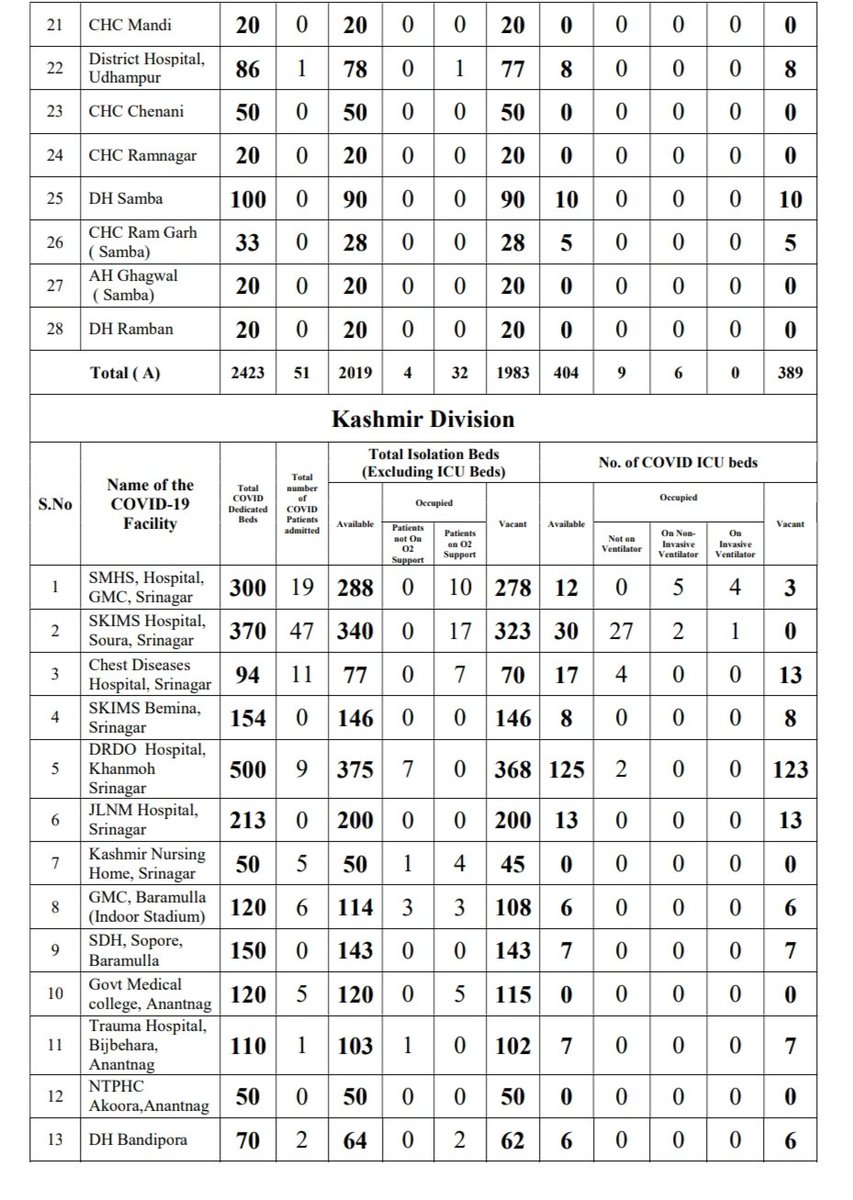 21 CHC Mandi 20 0 20 0 0 20 0 0 0 0 0
22 District Hospital, Udhampur 86 1 78 0 1 77 8 0 0 0 8
23 CHC Chenani 50 0 50 0 0 50 0 0 0 0 0
24 CHC Ramnagar 20 0 20 0 0 20 0 0 0 0 0
25 DH Samba 100 0 90 0 0 90 10 0 0 0 10
26 CHC Ram Garh ( Samba) 33 0 28 0 0 28 5 0 0 0 5
27 AH Ghagwal ( Samba) 20 0 20 0 0 20 0 0 0 0 0
28 DH Ramban 20 0 20 0 0 20 0 0 0 0 0
Total ( A) 2423 51 2019 4 32 1983 404 9 6 0 389
Kashmir Division
S.No
Name of the
COVID-19
Facility
Total
COVID
Dedicated
Beds
Total
number
of
COVID
Patients
admitted
Total Isolation Beds
(Excluding ICU Beds)
Available
Occupied
Patients
not On
O2
Support
Patients
on O2
Support
Vacant
No. of COVID ICU beds
Available
Occupied
Not on
Ventilator
On Non-
Invasive
Ventilator
On
Invasive
Ventilator
Vacant
1 SMHS, Hospital, GMC, Srinagar 300 19 288 0 10 278 12 0 5 4 3
2 SKIMS Hospital, Soura, Srinagar 370 47 340 0 17 323 30 27 2 1 0
3 Chest Diseases Hospital, Srinagar 94 11 77 0 7 70 17 4 0 0 13
4 SKIMS Bemina, Srinagar 154 0 146 0 0 146 8 0 0 0 8
5 DRDO Hospital, Khanmoh Srinagar 500 9 375 7 0 368 125 2 0 0 123
6 JLNM Hospital, Srinagar 213 0 200 0 0 200 13 0 0 0 13
7 Kashmir Nursing Home, Srinagar 50 5 50 1 4 45 0 0 0 0 0
8 GMC, Baramulla (Indoor Stadium) 120 6 114 3 3 108 6 0 0 0 6
9 SDH, Sopore, Baramulla 150 0 143 0 0 143 7 0 0 0 7
10 Govt Medical college, Anantnag 120 5 120 0 5 115 0 0 0 0 0
11 Trauma Hospital, Bijbehara, Anantnag 110 1 103 1 0 102 7 0 0 0 7
12 NTPHC Akoora,Anantnag 50 0 50 0 0 50 0 0 0 0 0
13 DH Bandipora 70 2 64 0 2 62 6 0 0 0 6